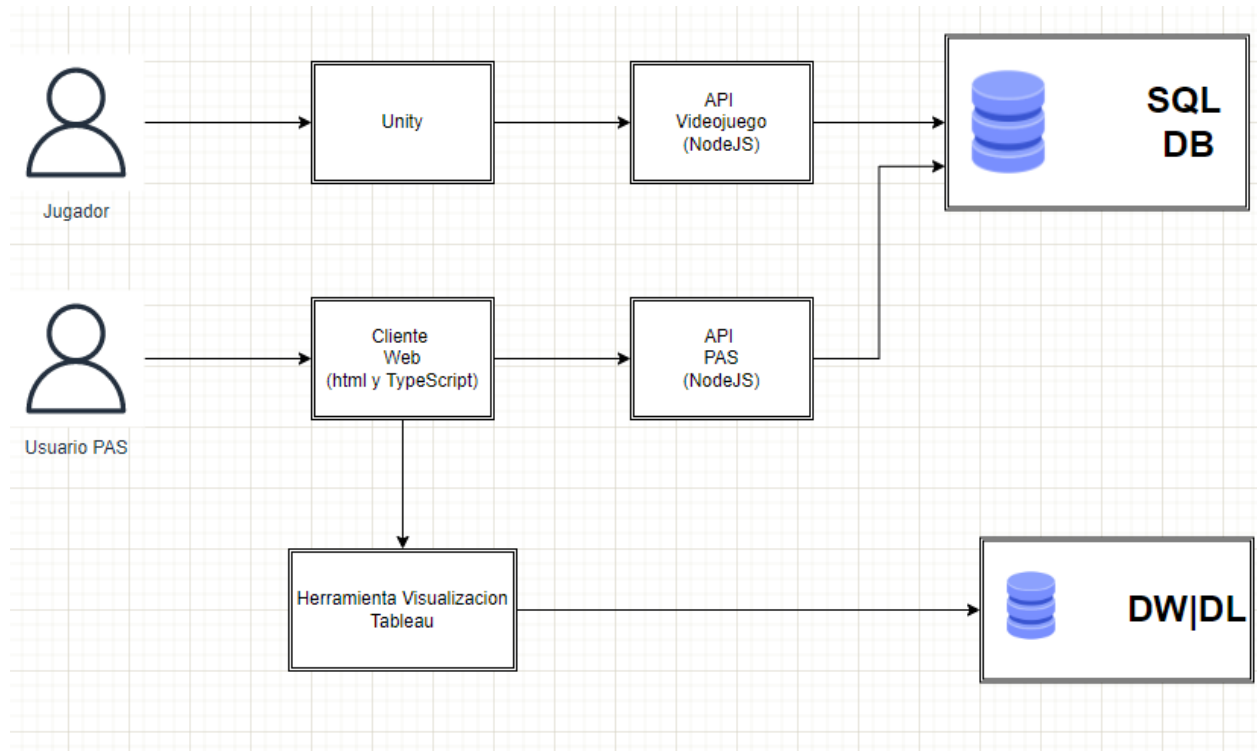 Jugador
Unity
API
Videojuego
(NodeJS)
SQL
DB
Usuario PAS
Cliente
Web
(html y TypeScript)
API
PAS
(NodeJS)
Herramienta Visualizacion
Tableau
DW|DL